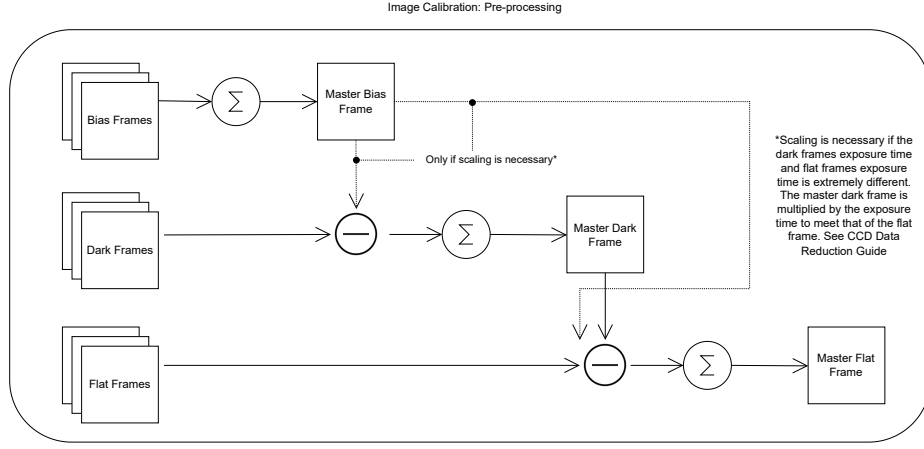 Image Calibration: Pre-processing
Bias Frames
∑
Master Bias
Frame
Only if scaling is necessary*
*Scaling is necessary if the
dark frames exposure time
and flat frames exposure
time is extremely different.
The master dark frame is
multiplied by the exposure
time to meet that of the flat
frame. See CCD Data
Reduction Guide
Dark Frames
∑
Master Dark
Frame
Flat Frames
∑
Master Flat
Frame